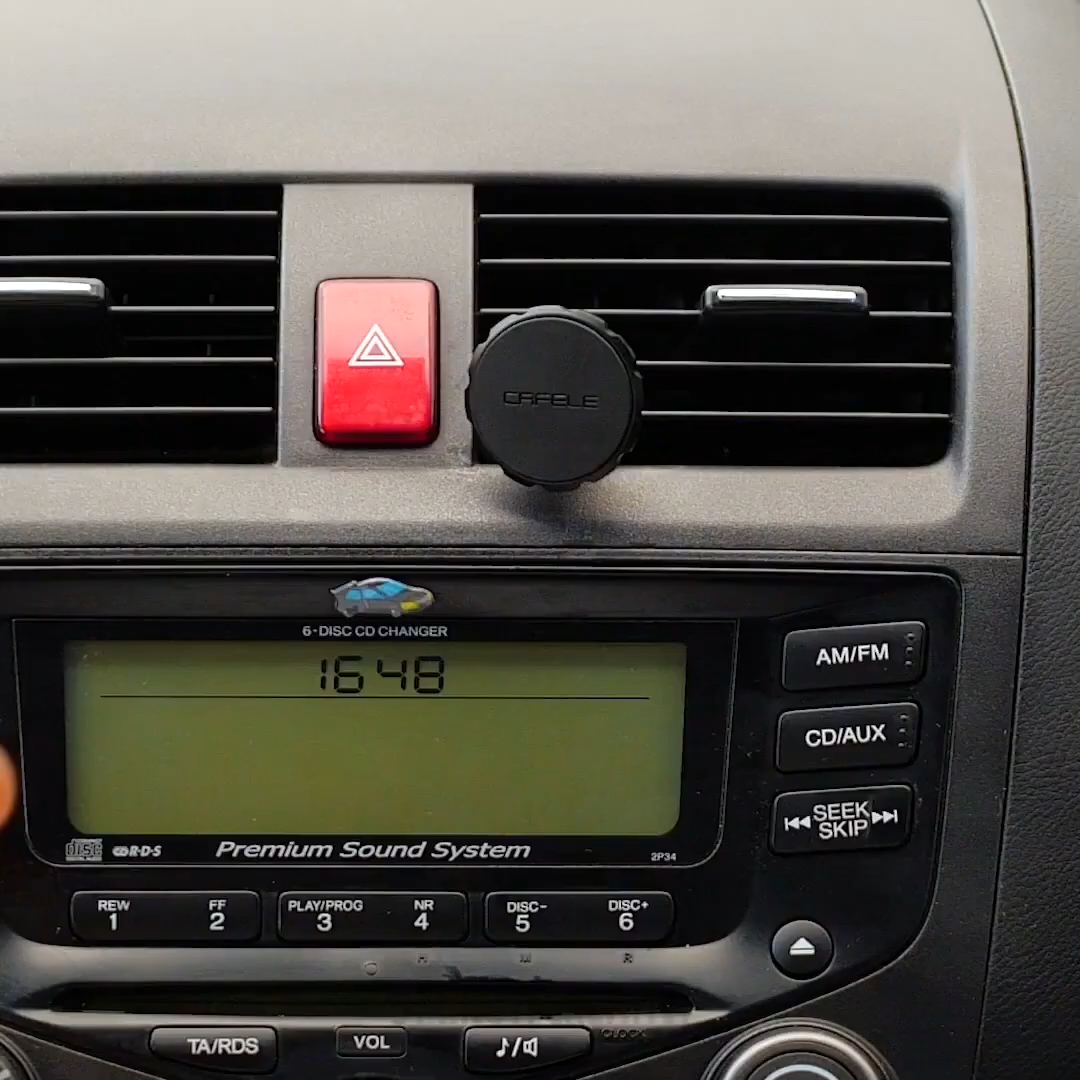 CAFELE
6-DISC CD CHANGER
1648
AM/FM
CD/AUX
SEEK
SKIP
DISC
R·D·S
Premium Sound System
2P34
REW
1
FF
2
PLAY/PROG
3
NR
4
DISC-
5
DISC+
6
H
M
R
TA/RDS
VOL
CLOCK